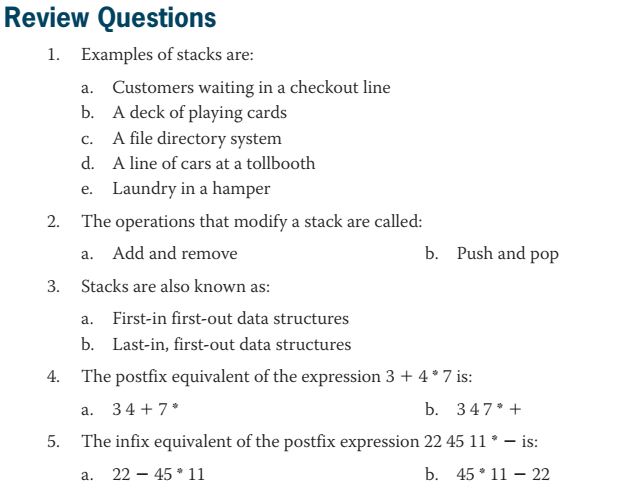 Review Questions
1. Examples of stacks are:
a. Customers waiting in a checkout line
b. A deck of playing cards
c. A file directory system
d. A line of cars at a tollbooth
e. Laundry in a hamper
2. The operations that modify a stack are called:
a. Add and remove b. Push and pop
3. Stacks are also known as:
a. First-in first-out data structures
b. Last-in, first-out data structures
4. The postfix equivalent of the expression 3 + 4 * 7 is:
a. 3 4 + 7 * b. 3 4 7 * +
5. The infix equivalent of the postfix expression 22 45 11 * − is:
a. 22 − 45 * 11 b. 45 * 11 − 22